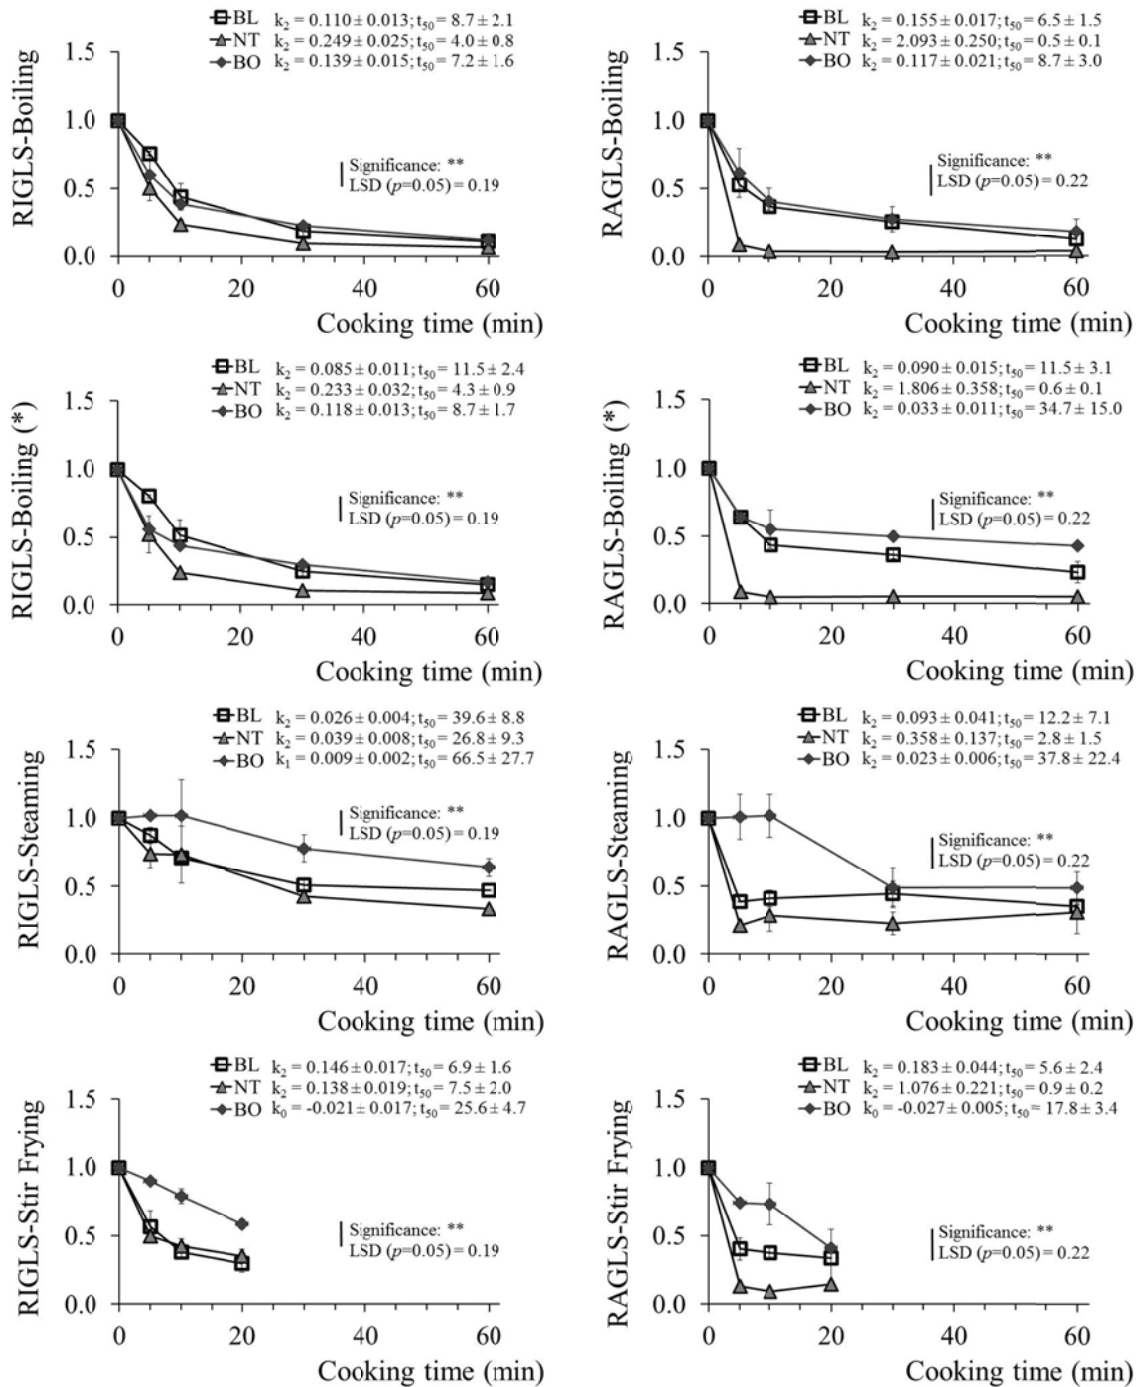 BL k2 = 0.110 ± 0.013; t50 = 8.7 ± 2.1
NT k2 = 0.249 ± 0.025; t50 = 4.0 ± 0.8
BO k2 = 0.139 ± 0.015; t50 = 7.2 ± 1.6
RIGLS-Boiling
1.5
1.0
0.5
0.0
Significance: **
LSD (p=0.05) = 0.19
0 20 40 60
Cooking time (min)
BL k2 = 0.155 ± 0.017; t50 = 6.5 ± 1.5
NT k2 = 2.093 ± 0.250; t50 = 0.5 ± 0.1
BO k2 = 0.117 ± 0.021; t50 = 8.7 ± 3.0
RAGLS-Boiling
1.5
1.0
0.5
0.0
Significance: **
LSD (p=0.05) = 0.22
0 20 40 60
Cooking time (min)
BL k2 = 0.085 ± 0.011; t50 = 11.5 ± 2.4
NT k2 = 0.233 ± 0.032; t50 = 4.3 ± 0.9
BO k2 = 0.118 ± 0.013; t50 = 8.7 ± 1.7
RIGLS-Boiling (*)
1.5
1.0
0.5
0.0
Significance: **
LSD (p=0.05) = 0.19
0 20 40 60
Cooking time (min)
BL k2 = 0.090 ± 0.015; t50 = 11.5 ± 3.1
NT k2 = 1.806 ± 0.358; t50 = 0.6 ± 0.1
BO k2 = 0.033 ± 0.011; t50 = 34.7 ± 15.0
RAGLS-Boiling (*)
1.5
1.0
0.5
0.0
Significance: **
LSD (p=0.05) = 0.22
0 20 40 60
Cooking time (min)
BL k2 = 0.026 ± 0.004; t50 = 39.6 ± 8.8
NT k2 = 0.039 ± 0.008; t50 = 26.8 ± 9.3
BO k1 = 0.009 ± 0.002; t50 = 66.5 ± 27.7
RIGLS-Steaming
1.5
1.0
0.5
0.0
Significance: **
LSD (p=0.05) = 0.19
0 20 40 60
Cooking time (min)
BL k2 = 0.093 ± 0.041; t50 = 12.2 ± 7.1
NT k2 = 0.358 ± 0.137; t50 = 2.8 ± 1.5
BO k2 = 0.023 ± 0.006; t50 = 37.8 ± 22.4
RAGLS-Steaming
1.5
1.0
0.5
0.0
Significance: **
LSD (p=0.05) = 0.22
0 20 40 60
Cooking time (min)
BL k2 = 0.146 ± 0.017; t50 = 6.9 ± 1.6
NT k2 = 0.138 ± 0.019; t50 = 7.5 ± 2.0
BO k0 = -0.021 ± 0.017; t50 = 25.6 ± 4.7
RIGLS-Stir Frying
1.5
1.0
0.5
0.0
Significance: **
LSD (p=0.05) = 0.19
0 20 40 60
Cooking time (min)
BL k2 = 0.183 ± 0.044; t50 = 5.6 ± 2.4
NT k2 = 1.076 ± 0.221; t50 = 0.9 ± 0.2
BO k0 = -0.027 ± 0.005; t50 = 17.8 ± 3.4
RAGLS-Stir Frying
1.5
1.0
0.5
0.0
Significance: **
LSD (p=0.05) = 0.22
0 20 40 60
Cooking time (min)